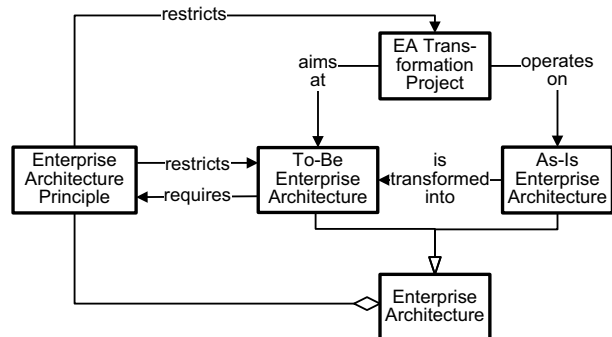 restricts
EA Trans-
formation
Project
aims
at
operates
on
Enterprise
Architecture
Principle
restricts
requires
To-Be
Enterprise
Architecture
is
transformed
into
As-Is
Enterprise
Architecture
Enterprise
Architecture